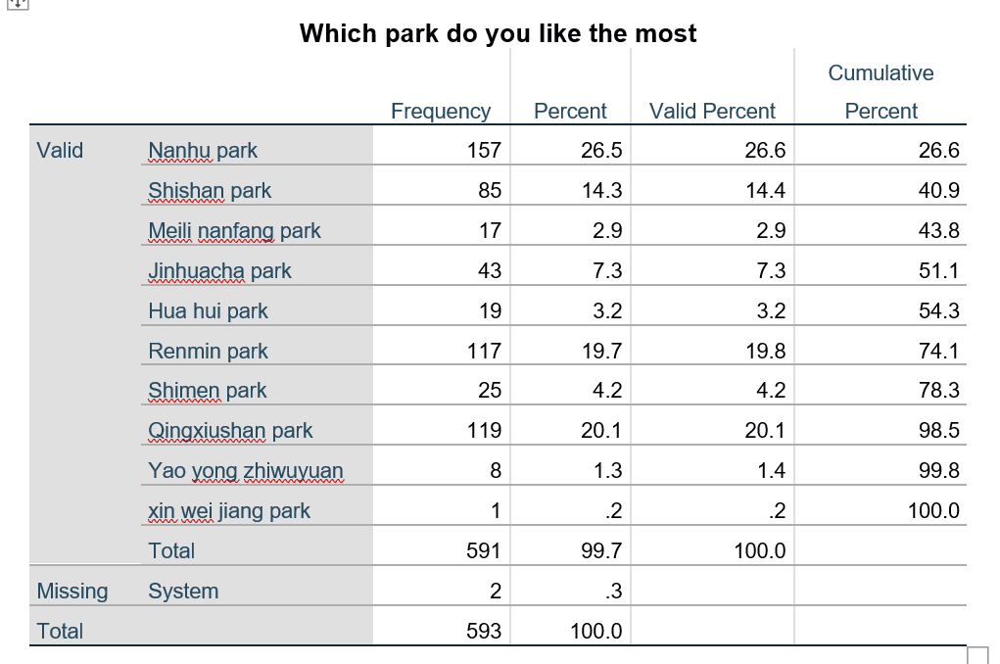 Which park do you like the most
Cumulative
Frequency Percent Valid Percent Percent
Valid Nanhu park 157 26.5 26.6 26.6
Shishan park 85 14.3 14.4 40.9
Meili nanfang park 17 2.9 2.9 43.8
Jinhuacha park 43 7.3 7.3 51.1
Hua hui park 19 3.2 3.2 54.3
Renmin park 117 19.7 19.8 74.1
Shimen park 25 4.2 4.2 78.3
Qingxiushan park 119 20.1 20.1 98.5
Yao yong zhiwuyuan 8 1.3 1.4 99.8
xin wei jiang park 1 .2 .2 100.0
Total 591 99.7 100.0
Missing System 2 .3
Total 593 100.0